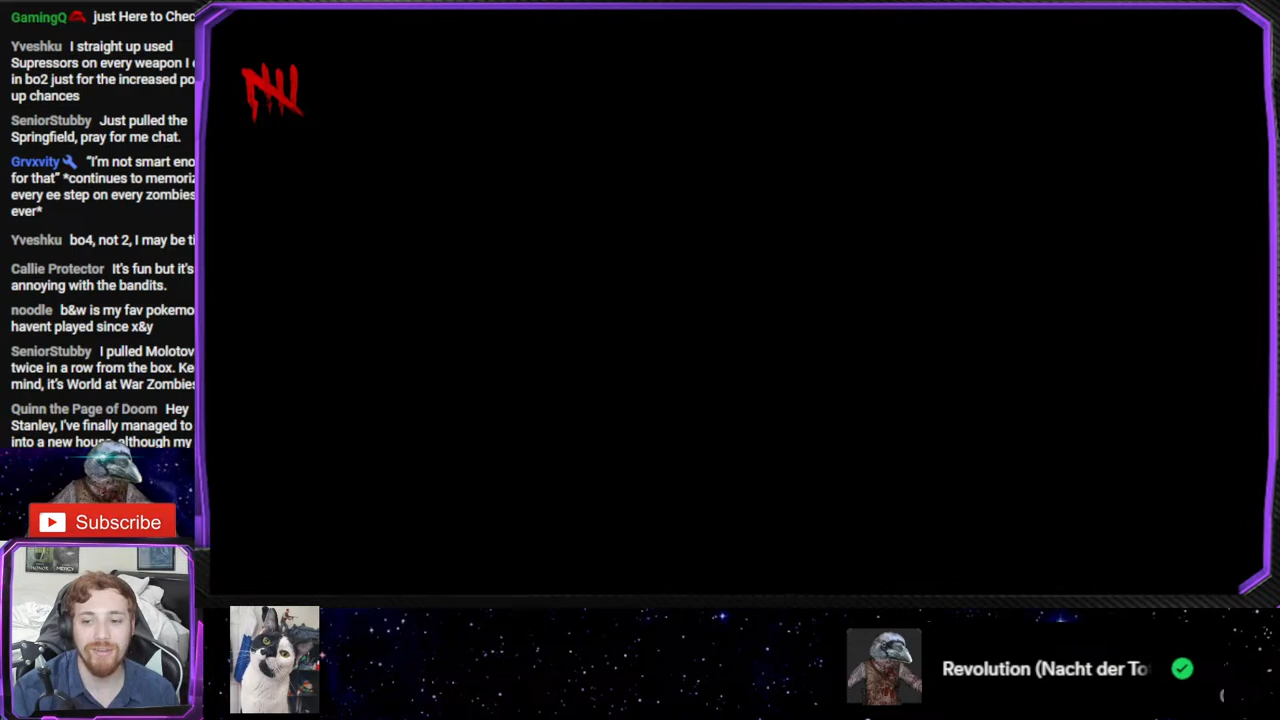 GamingQ just Here to Chec
Yveshku I straight up used
Supressors on every weapon I
in bo2 just for the increased po
up chances
SeniorStubby Just pulled the
Springfield, pray for me chat.
Grvxvity “I’m not smart eno
for that” *continues to memoriz
every ee step on every zombies
ever*
Yveshku bo4, not 2, I may be ti
Callie Protector It's fun but it's
annoying with the bandits.
noodle b&w is my fav pokemo
havent played since x&y
SeniorStubby I pulled Molotov
twice in a row from the box. Ke
mind, it’s World at War Zombies
Quinn the Page of Doom Hey
Stanley, I've finally managed to
into a new house, although my
Subscribe
HONOR
MERCY
Revolution (Nacht der To